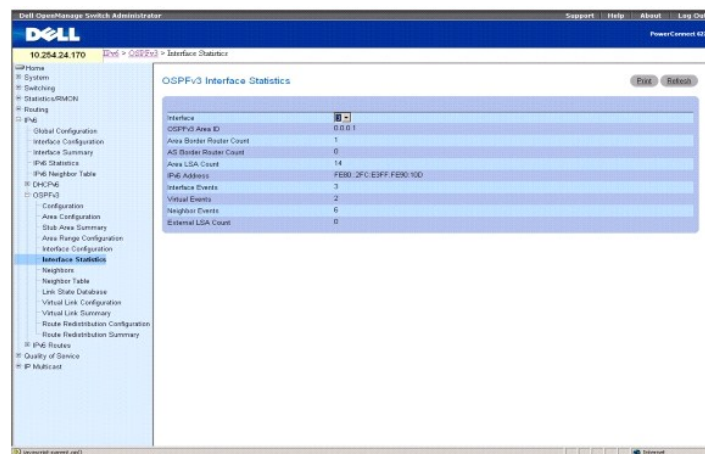 Dell OpenManage Switch Administrator
Support Help About Log Out
DELL
PowerConnect 62
10.254.24.170
IPv6 > OSPFv3 > Interface Statistics
Home
System
Switching
Statistics/RMON
Routing
IPv6
Global Configuration
Interface Configuration
Interface Summary
IPv6 Statistics
IPv6 Neighbor Table
DHCPv6
OSPFv3
Configuration
Area Configuration
Stub Area Summary
Area Range Configuration
Interface Configuration
Interface Statistics
Neighbors
Neighbor Table
Link State Database
Virtual Link Configuration
Virtual Link Summary
Route Redistribution Configuration
Route Redistribution Summary
IPv6 Routes
Quality of Service
IP Multicast
OSPFv3 Interface Statistics
Print Refresh
Interface
OSPFv3 Area ID 0.0.0.1
Area Border Router Count 1
AS Border Router Count 0
Area LSA Count 14
IPv6 Address FE80::2FC:E3FF:FE90:10D
Interface Events 3
Virtual Events 2
Neighbor Events 6
External LSA Count 0
Internet